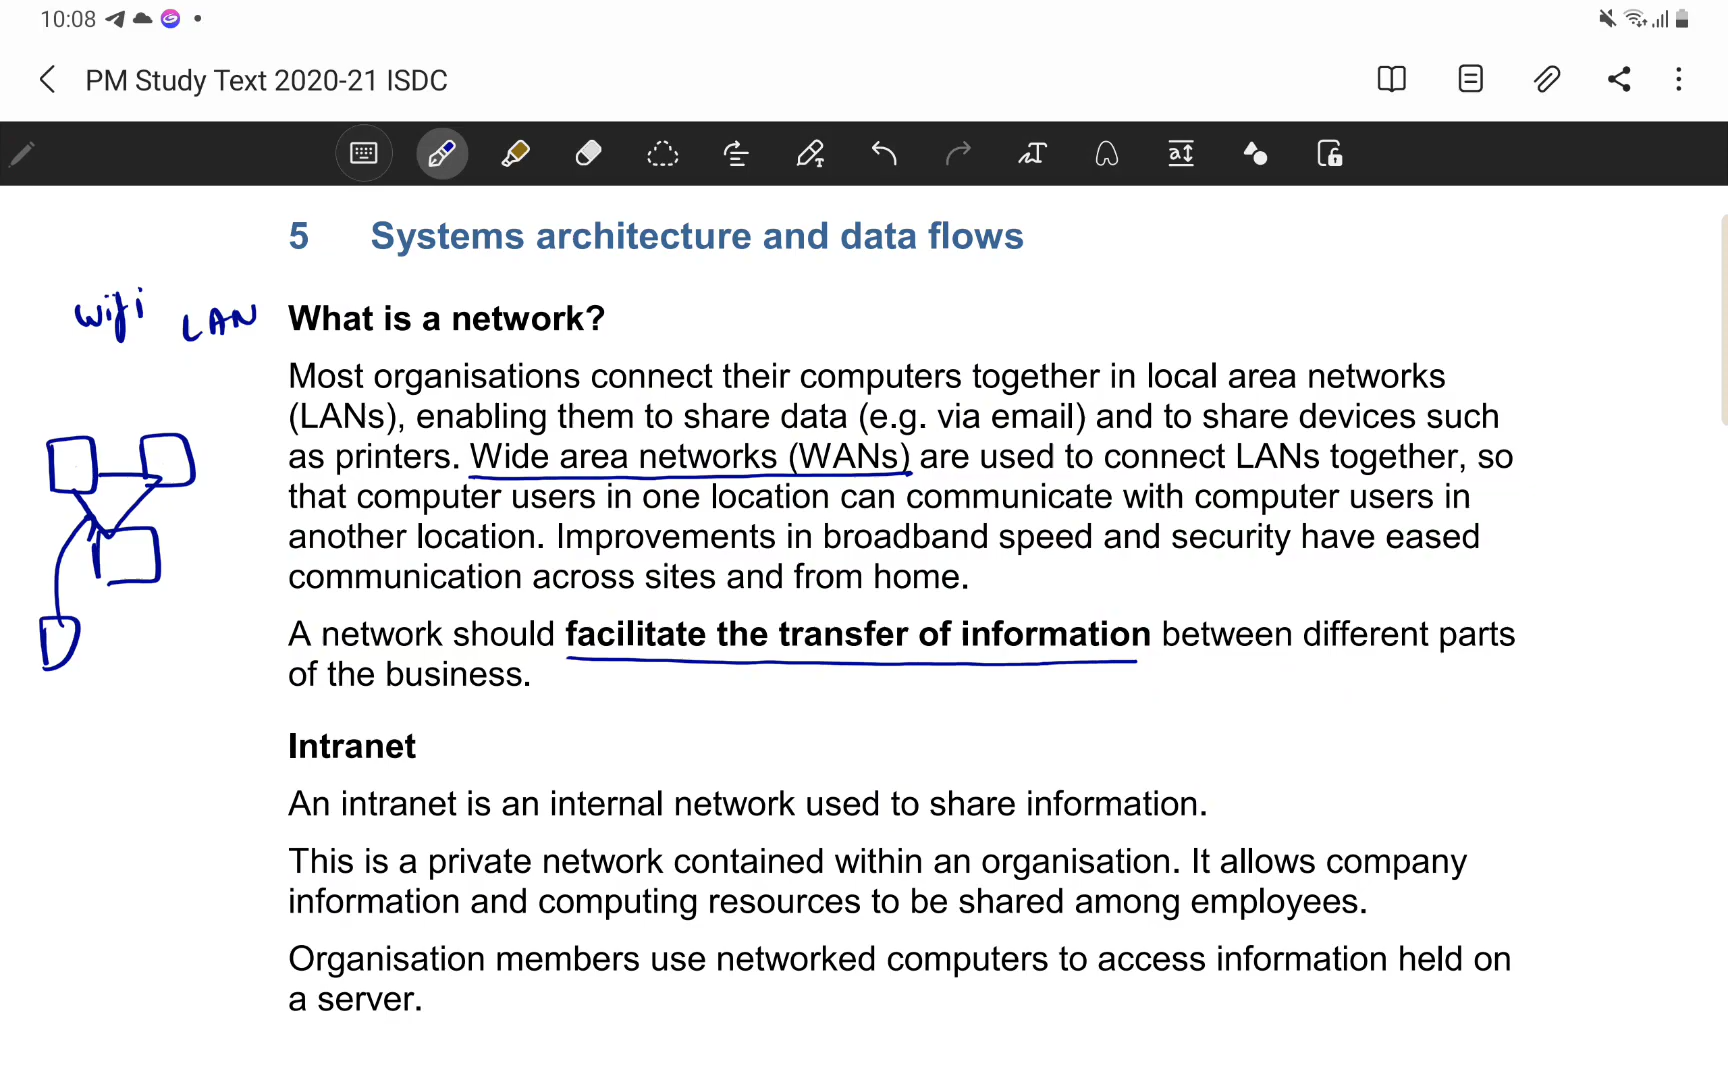 10:08
PM Study Text 2020-21 ISDC
5 Systems architecture and data flows
wifi LAN What is a network?
Most organisations connect their computers together in local area networks
(LANs), enabling them to share data (e.g. via email) and to share devices such
as printers. Wide area networks (WANs) are used to connect LANs together, so
that computer users in one location can communicate with computer users in
another location. Improvements in broadband speed and security have eased
communication across sites and from home.
A network should facilitate the transfer of information between different parts
of the business.
Intranet
An intranet is an internal network used to share information.
This is a private network contained within an organisation. It allows company
information and computing resources to be shared among employees.
Organisation members use networked computers to access information held on
a server.